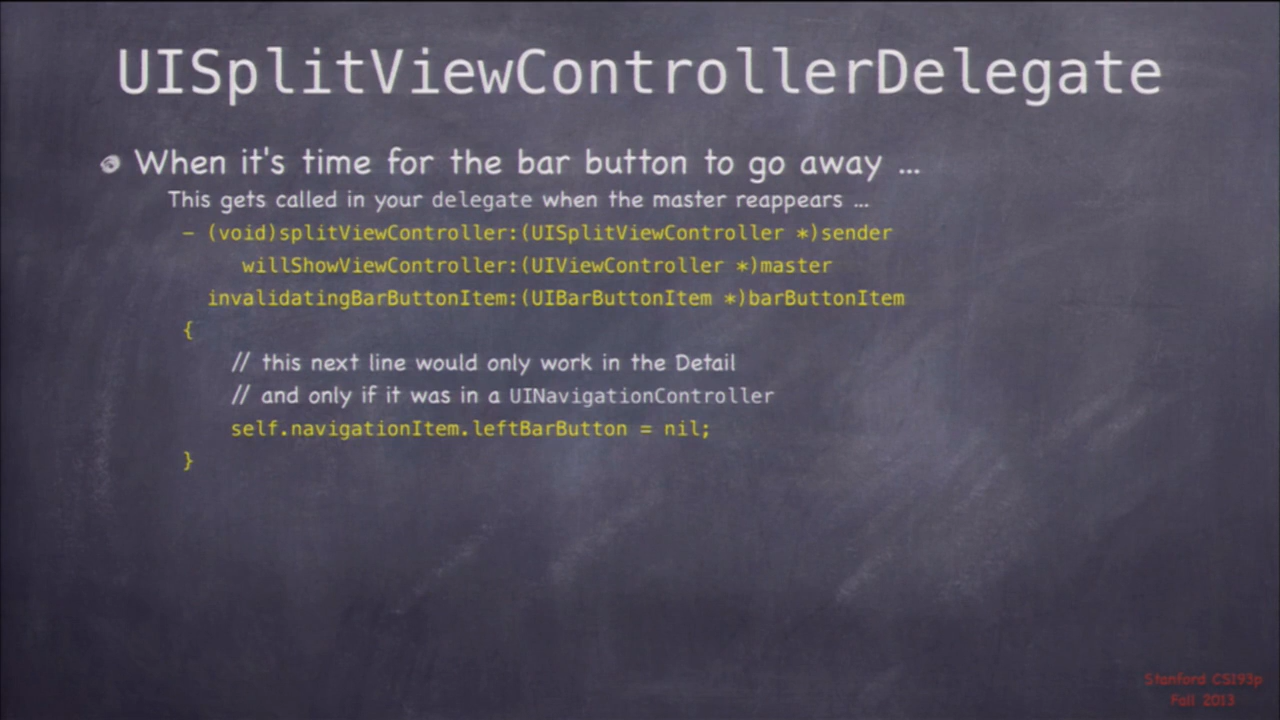 UISplitViewControllerDelegate
When it's time for the bar button to go away ...
This gets called in your delegate when the master reappears ...
- (void)splitViewController:(UISplitViewController *)sender
willShowViewController:(UIViewController *)master
invalidatingBarButtonItem:(UIBarButtonItem *)barButtonItem
{
// this next line would only work in the Detail
// and only if it was in a UINavigationController
self.navigationItem.leftBarButton = nil;
}
Stanford CS193p
Fall 2013